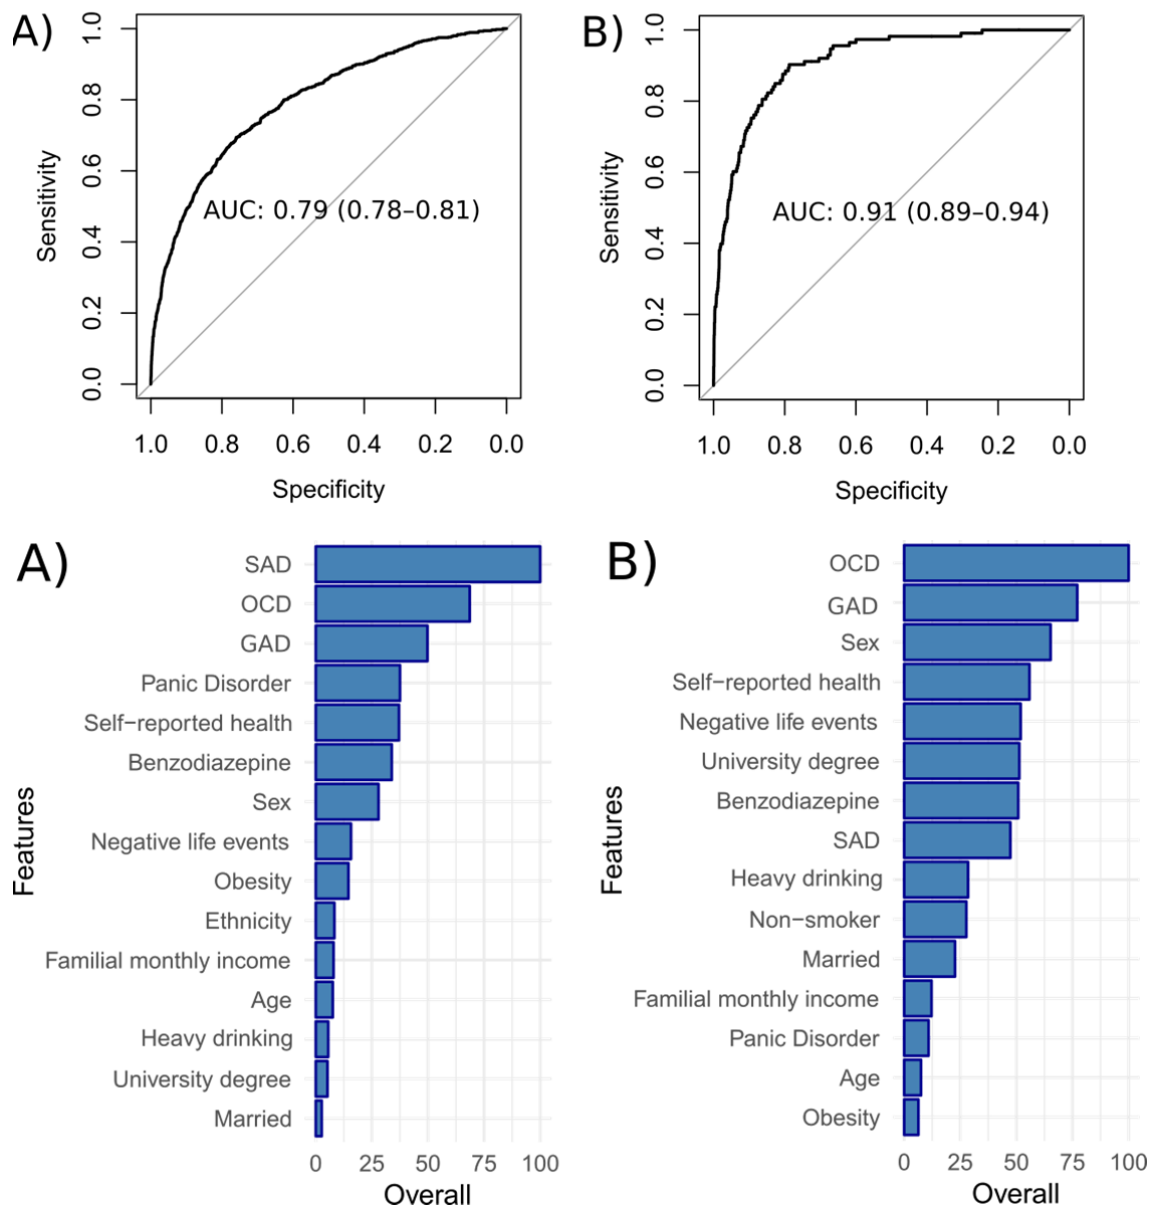 A)
1.0
0.8
0.6
0.4
0.2
0.0
Sensitivity
AUC: 0.79 (0.78–0.81)
1.0 0.8 0.6 0.4 0.2 0.0
Specificity
B)
1.0
0.8
0.6
0.4
0.2
0.0
Sensitivity
AUC: 0.91 (0.89–0.94)
1.0 0.8 0.6 0.4 0.2 0.0
Specificity
A)
Features
SAD
OCD
GAD
Panic Disorder
Self−reported health
Benzodiazepine
Sex
Negative life events
Obesity
Ethnicity
Familial monthly income
Age
Heavy drinking
University degree
Married
0 25 50 75 100
Overall
B)
Features
OCD
GAD
Sex
Self−reported health
Negative life events
University degree
Benzodiazepine
SAD
Heavy drinking
Non−smoker
Married
Familial monthly income
Panic Disorder
Age
Obesity
0 25 50 75 100
Overall